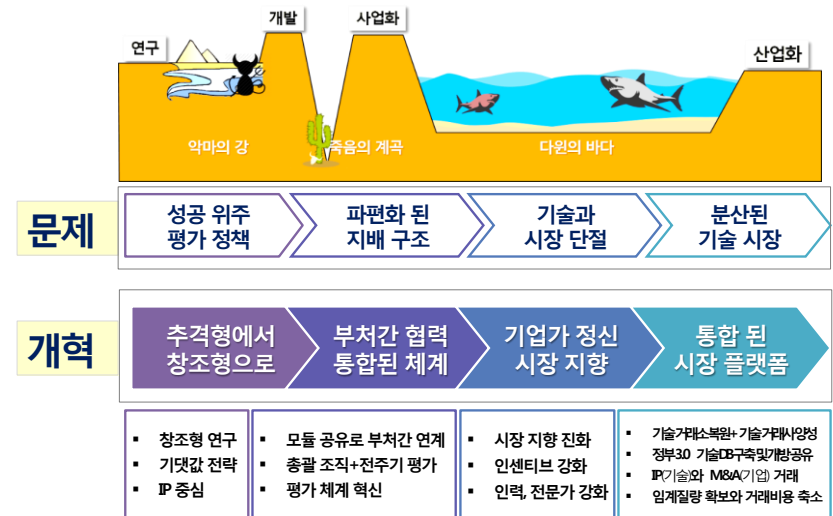 연구
개발
사업화
산업화
악마의 강
죽음의 계곡
다윈의 바다
문제
성공 위주
평가 정책
파편화 된
지배 구조
기술과
시장 단절
분산된
기술 시장
개혁
추격형에서
창조형으로
부처간 협력
통합된 체계
기업가 정신
시장 지향
통합 된
시장 플랫폼
▪ 창조형 연구
▪ 기댓값 전략
▪ IP 중심
▪ 모듈 공유로 부처간 연계
▪ 총괄 조직+전주기 평가
▪ 평가 체계 혁신
▪ 시장 지향 진화
▪ 인센티브 강화
▪ 인력, 전문가 강화
▪ 기술거래소복원+ 기술거래사양성
▪ 정부3.0 기술DB구축및개방공유
▪ IP(기술)와 M&A(기업) 거래
▪ 임계질량 확보와 거래비용 축소